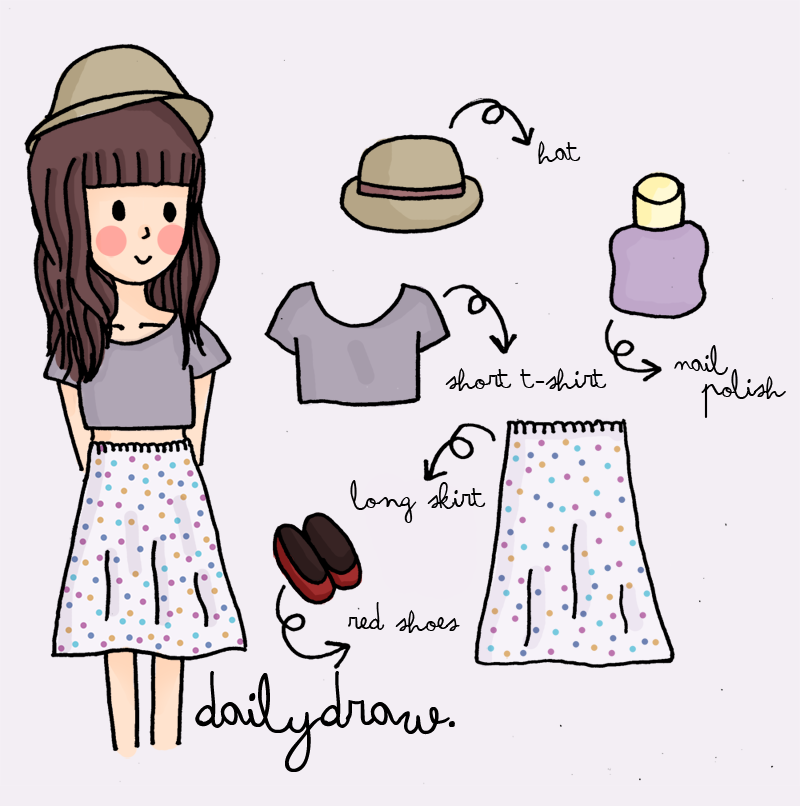 hat
nail
polish
short t-shirt
long skirt
red shoes
dailydraw.